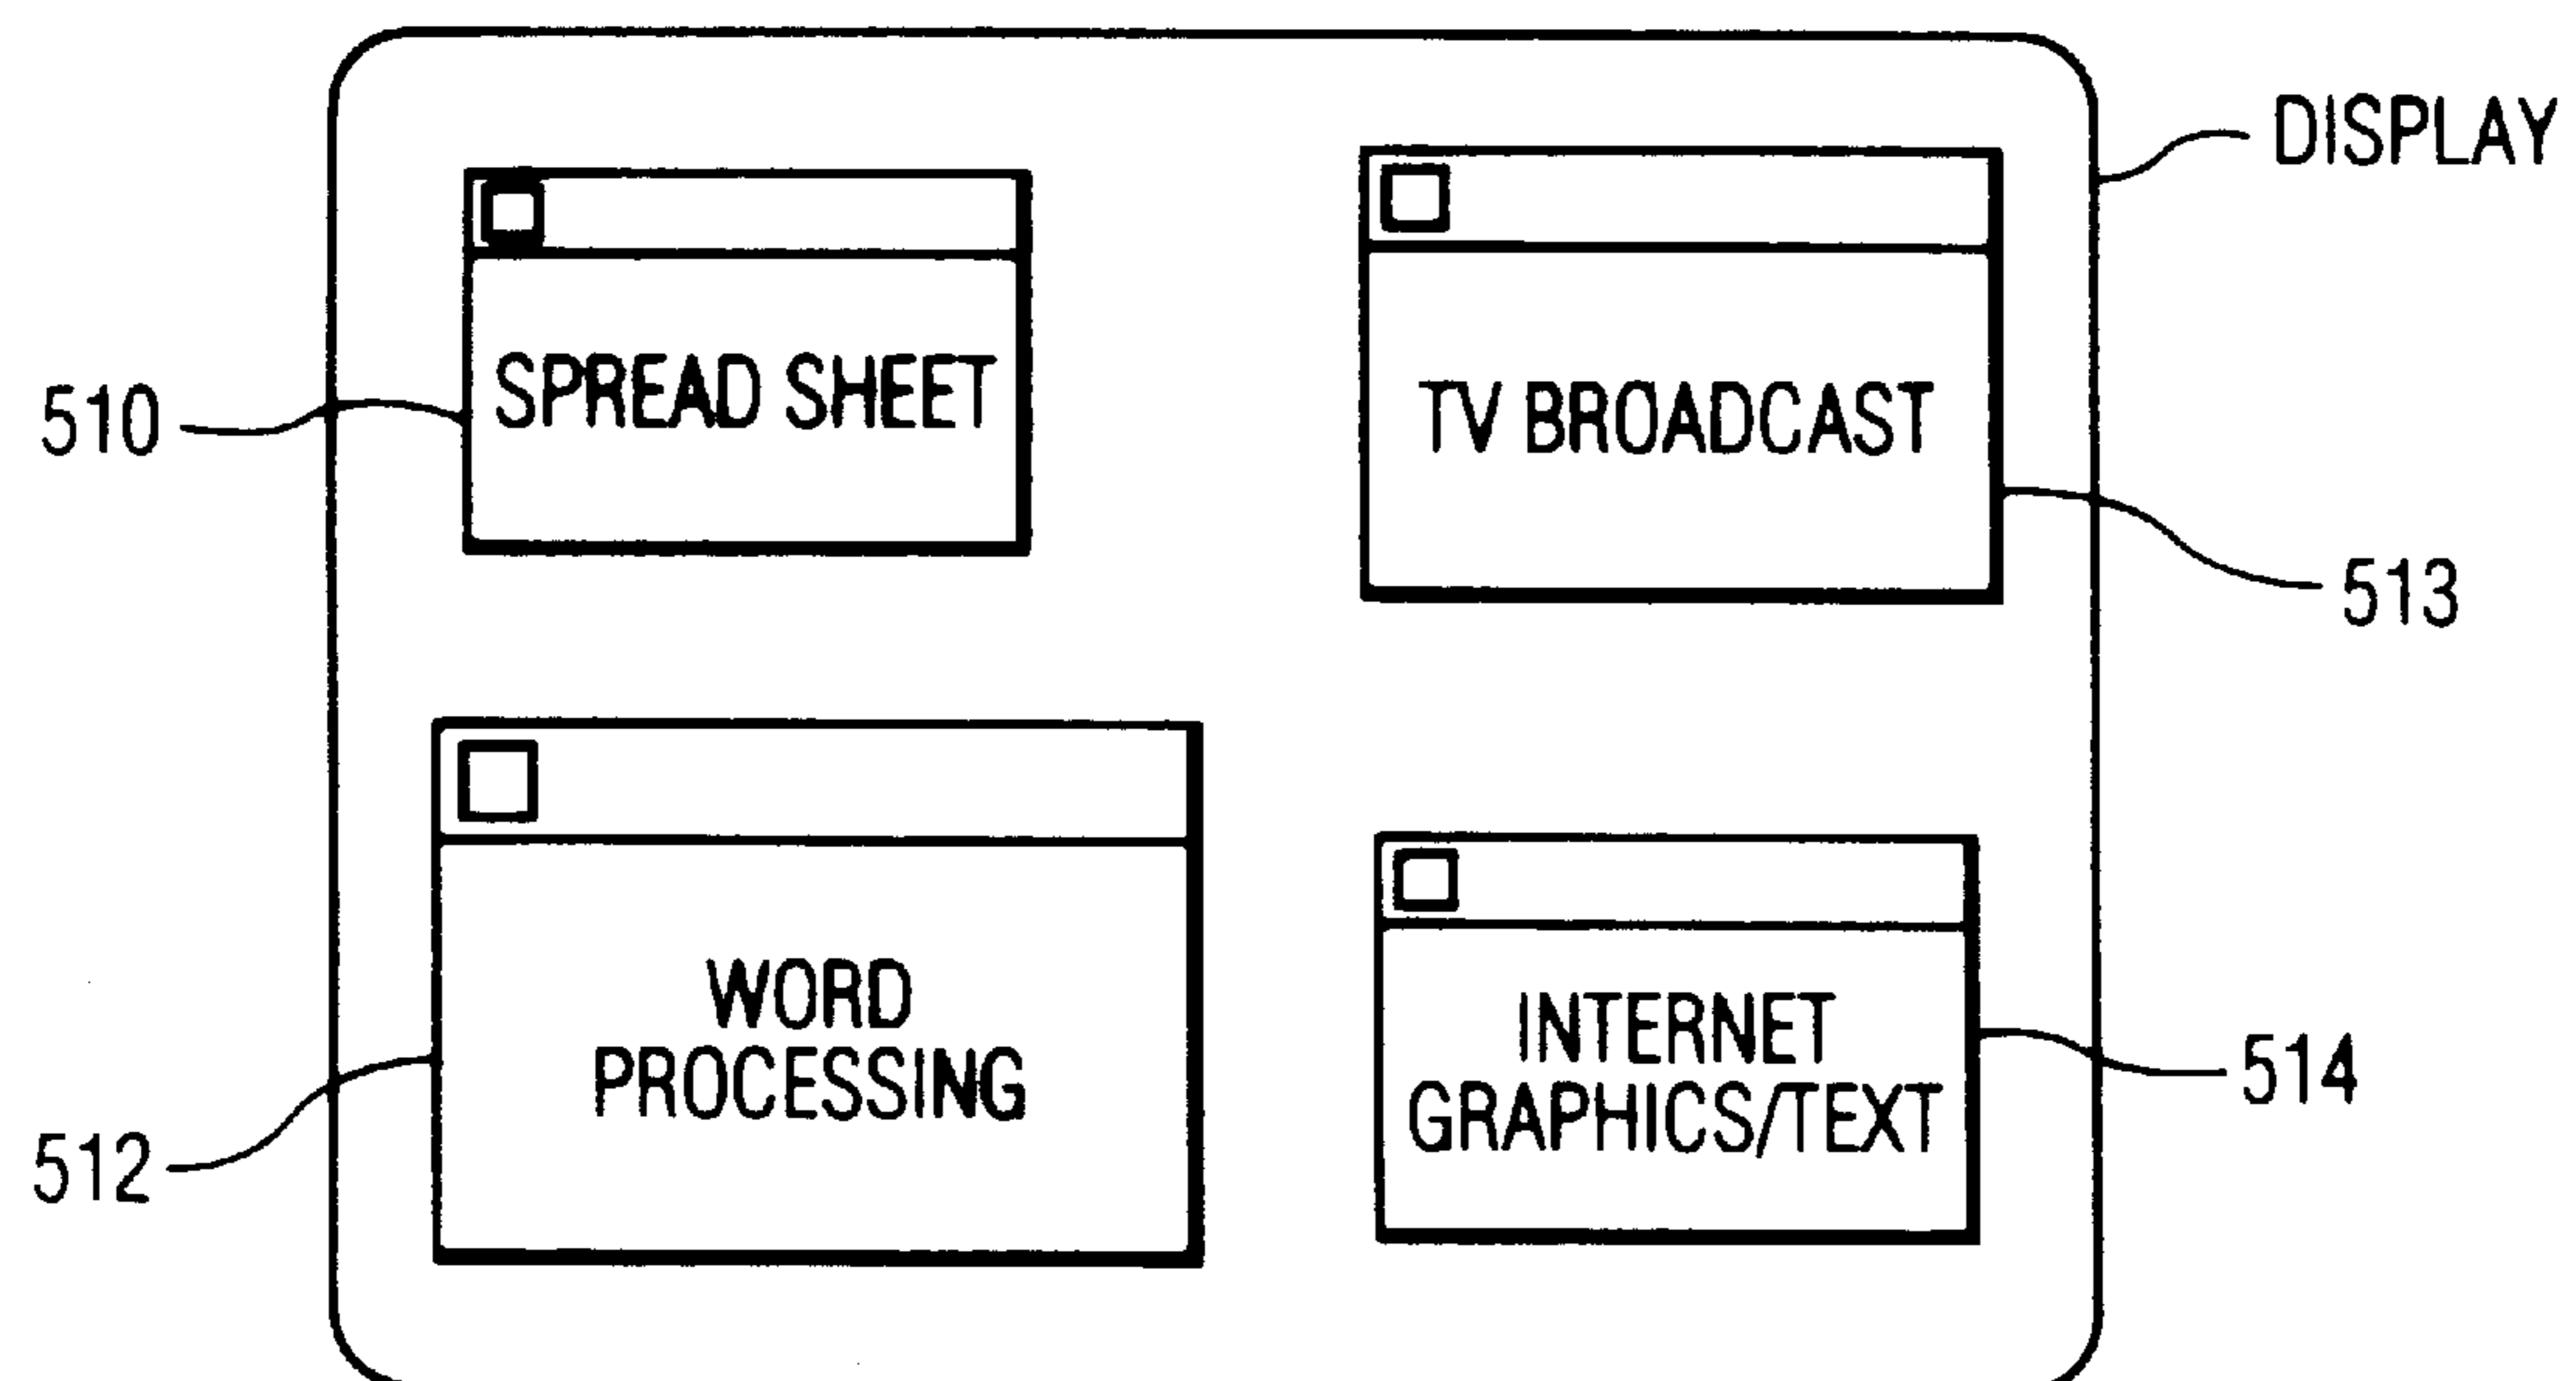 DISPLAY
SPREAD SHEET
TV BROADCAST
510
513
WORD
PROCESSING
INTERNET
GRAPHICS/TEXT
512
514